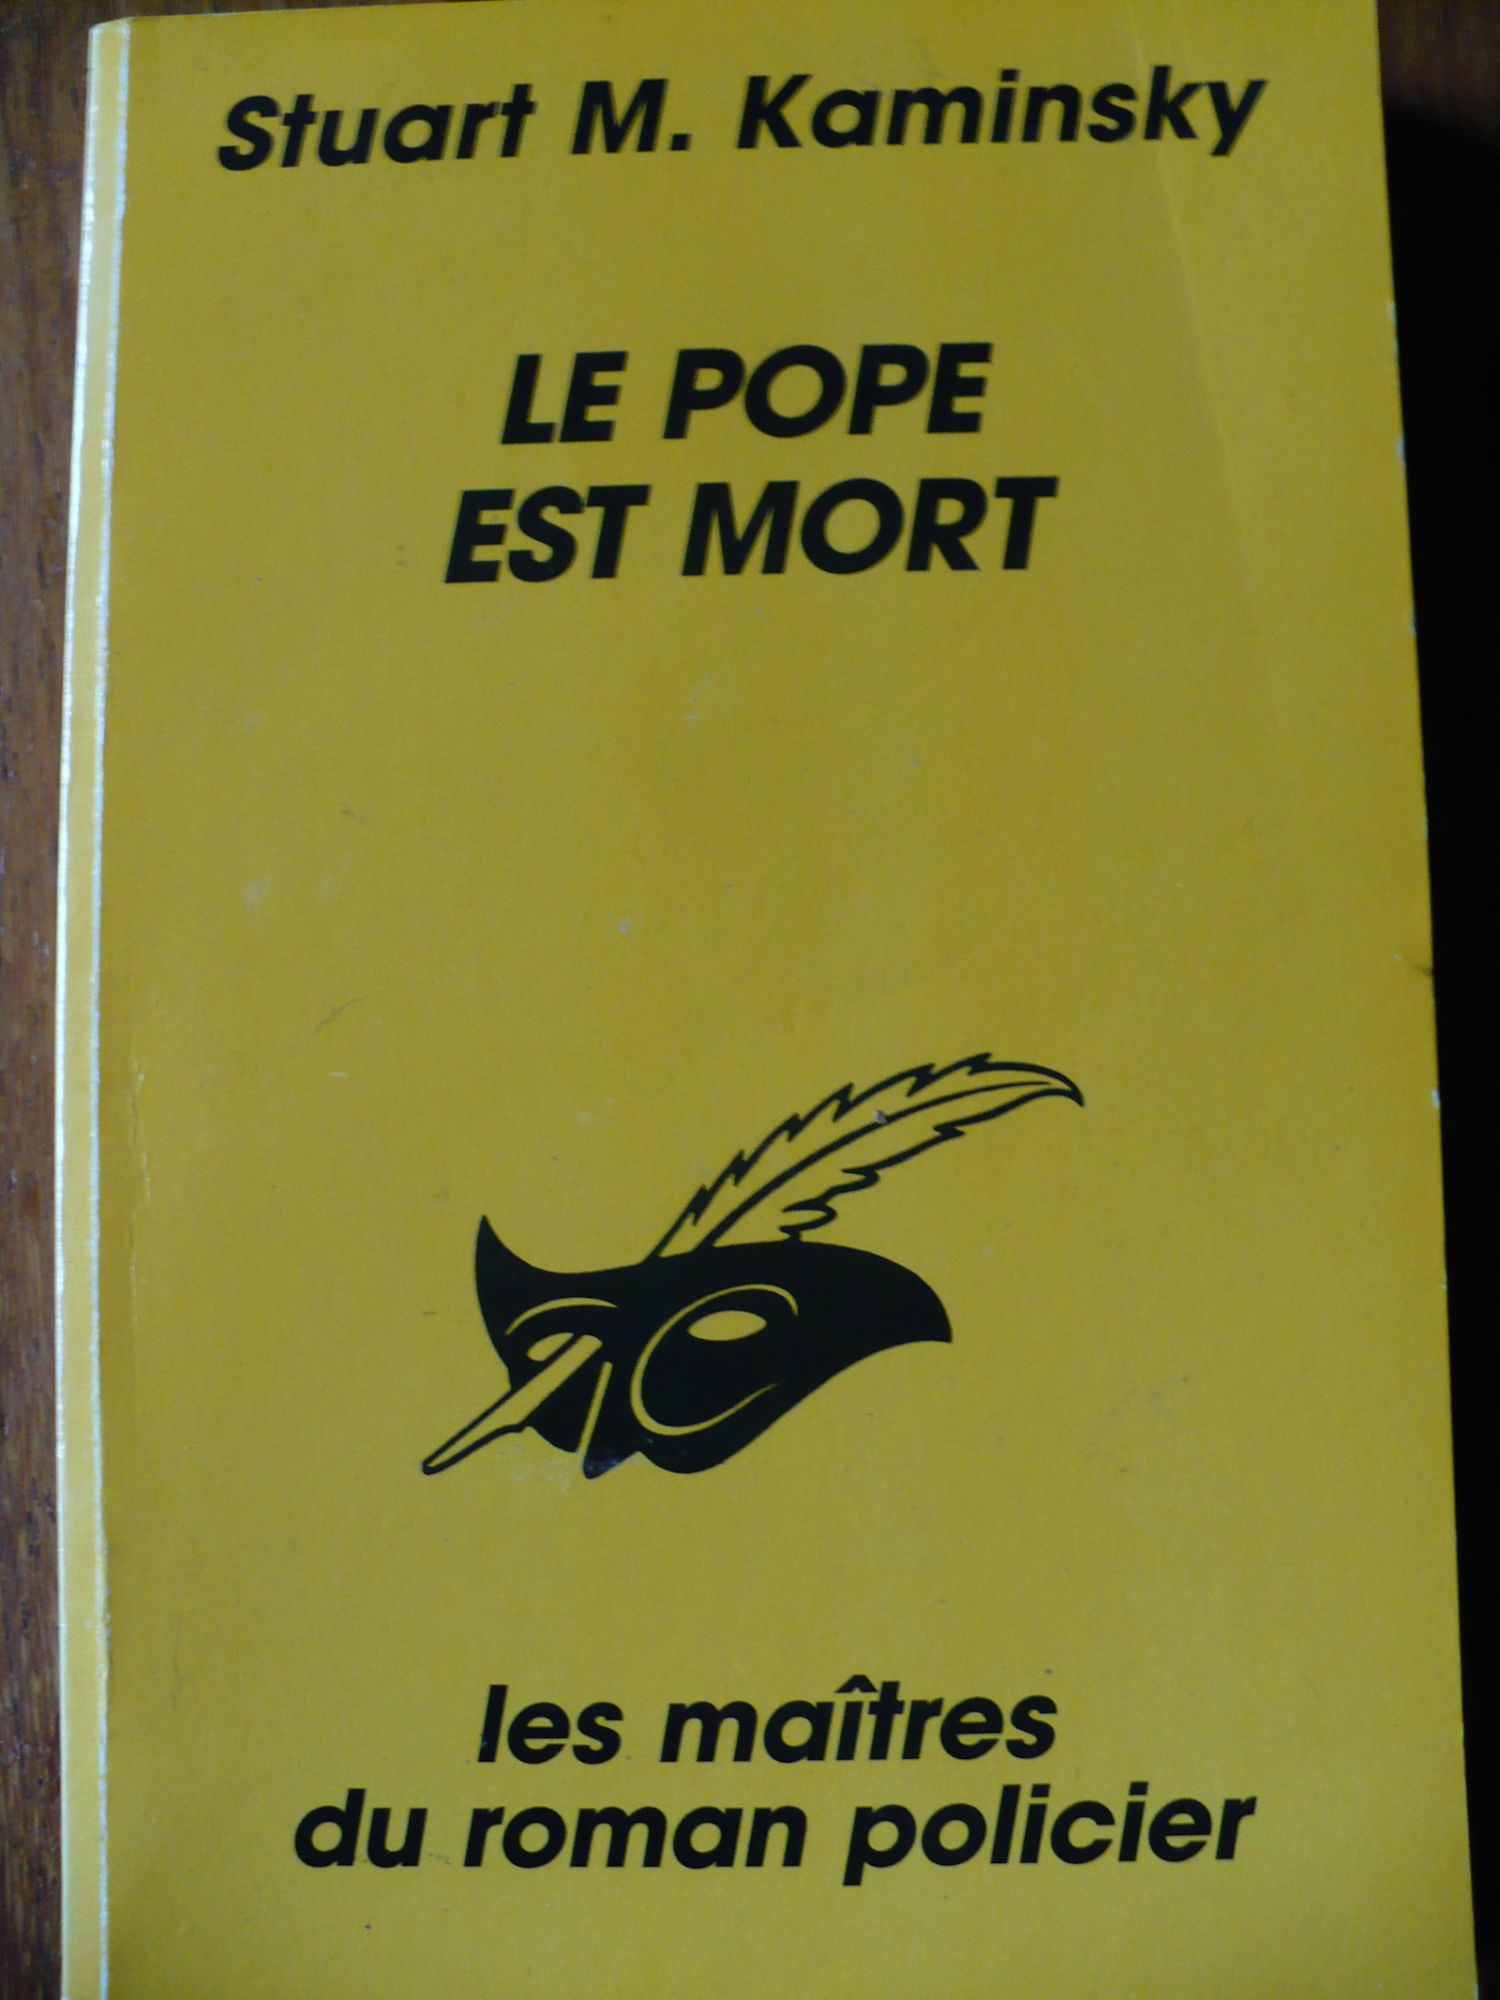 Stuart M. Kaminsky
LE POPE
EST MORT
les maîtres
du roman policier